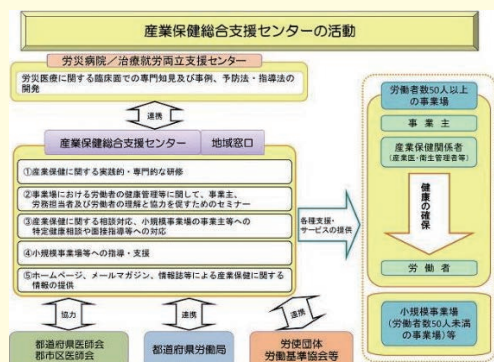 産業保健総合支援センターの活動
労災病院／治療就労両立支援センター
労災医療に関する臨床面での専門知見及び事例、予防法・指導法の
開発
連携
産業保健総合支援センター
地域窓口
①産業保健に関する実践的・専門的な研修
②事業場における労働者の健康管理等に関して、事業主、
労務担当者及び労働者の理解と協力を促すためのセミナー
③産業保健に関する相談対応、小規模事業場の事業主等への
特定健康相談や面接指導等への対応
④小規模事業場等への指導・支援
⑤ホームページ、メールマガジン、情報誌等による産業保健に関する
情報の提供
協力
連携
連携
都道府県医師会
郡市区医師会
都道府県労働局
労使団体
労働基準協会等
各種支援・
サービスの提供
労働者数50人以上
の事業場
事業主
産業保健関係者
(産業医・衛生管理者等)
健康の確保
労働者
小規模事業場
(労働者数50人未満
の事業場)等